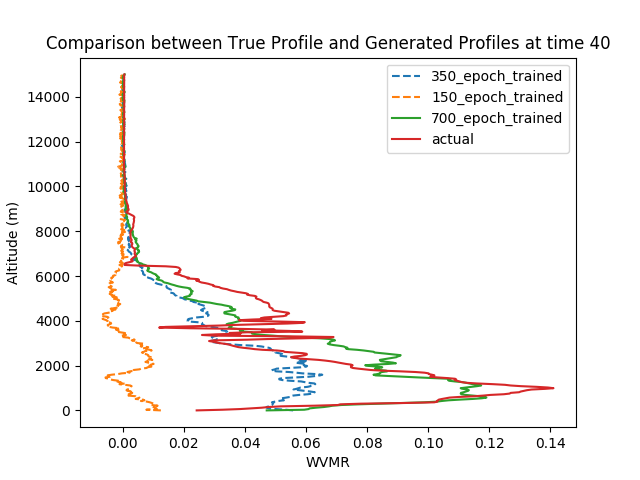 Comparison between True Profile and Generated Profiles at time 40
350_epoch_trained
150_epoch_trained
700_epoch_trained
actual
14000
12000
10000
8000
6000
4000
2000
0
Altitude (m)
0.00 0.02 0.04 0.06 0.08 0.10 0.12 0.14
WVMR